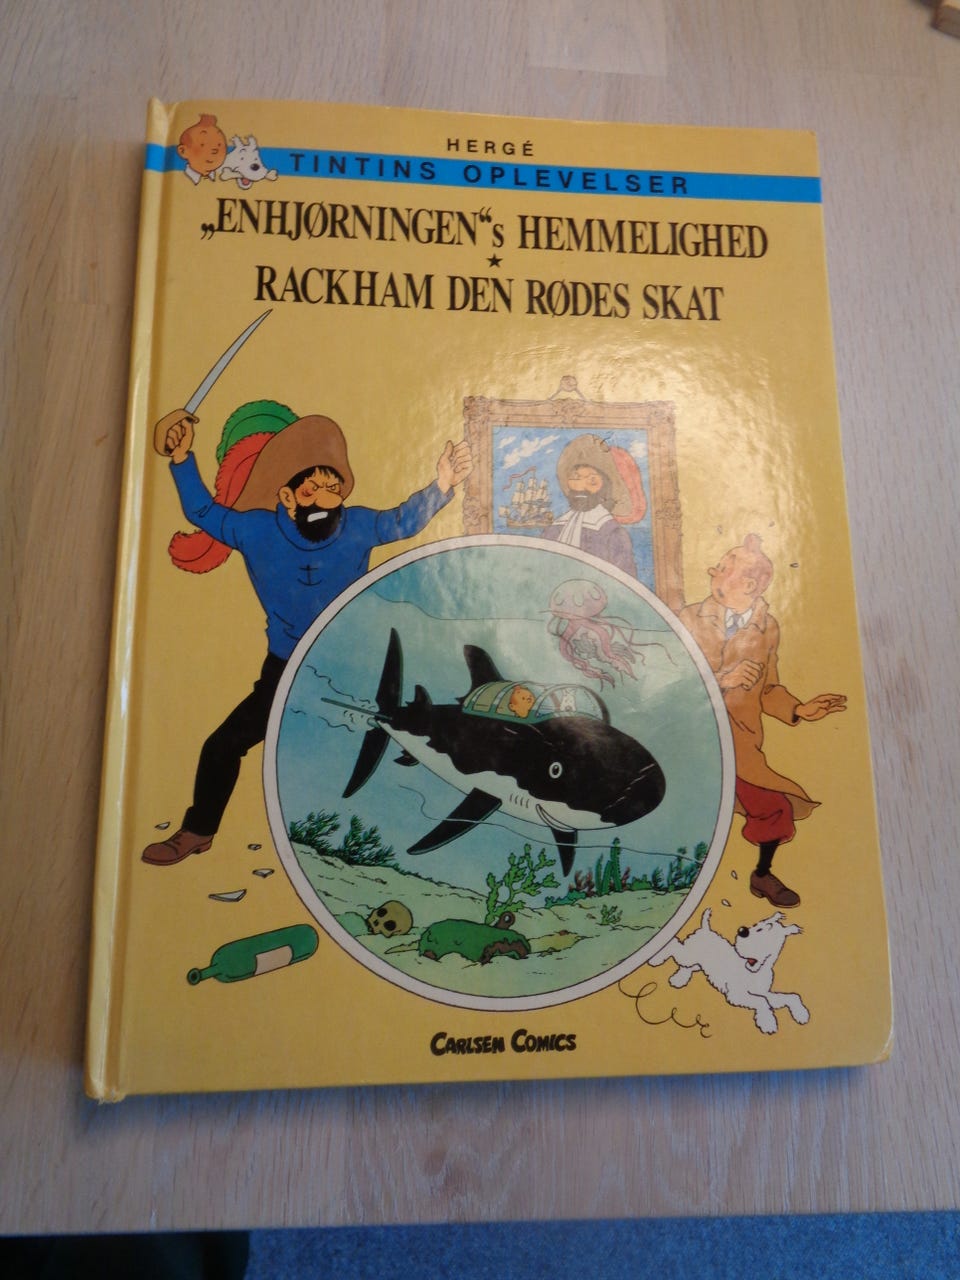 HERGÉ
TINTINS OPLEVELSER
„ENHJØRNINGEN“s HEMMELIGHED
★
RACKHAM DEN RØDES SKAT
CARLSEN COMICS